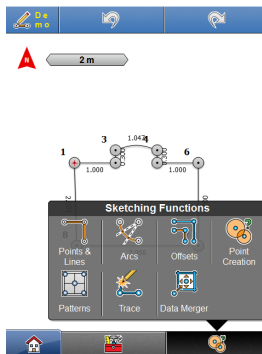 De
mo
N
2 m
3
1.047
4
1
6
1.000
1.000
Sketching Functions
Points &
Lines
Arcs
Offsets
Point
Creation
Patterns
Trace
Data Merger